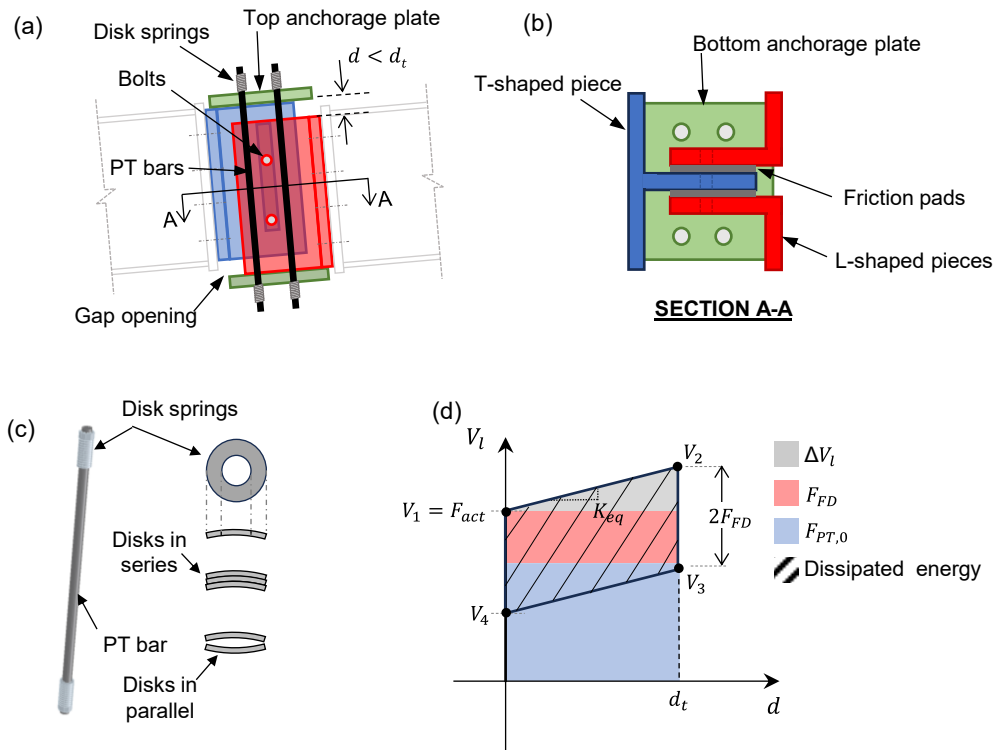 (a)
Disk springs
Top anchorage plate
d < d_t
Bolts
PT bars
A
A
Gap opening
(b)
Bottom anchorage plate
T-shaped piece
Friction pads
L-shaped pieces
SECTION A-A
(c)
Disk springs
Disks in
series
PT bar
Disks in
parallel
(d)
V_l
V_2
V_1 = F_act
K_eq
2F_FD
V_3
V_4
d_t
d
ΔV_l
F_FD
F_PT,0
Dissipated energy